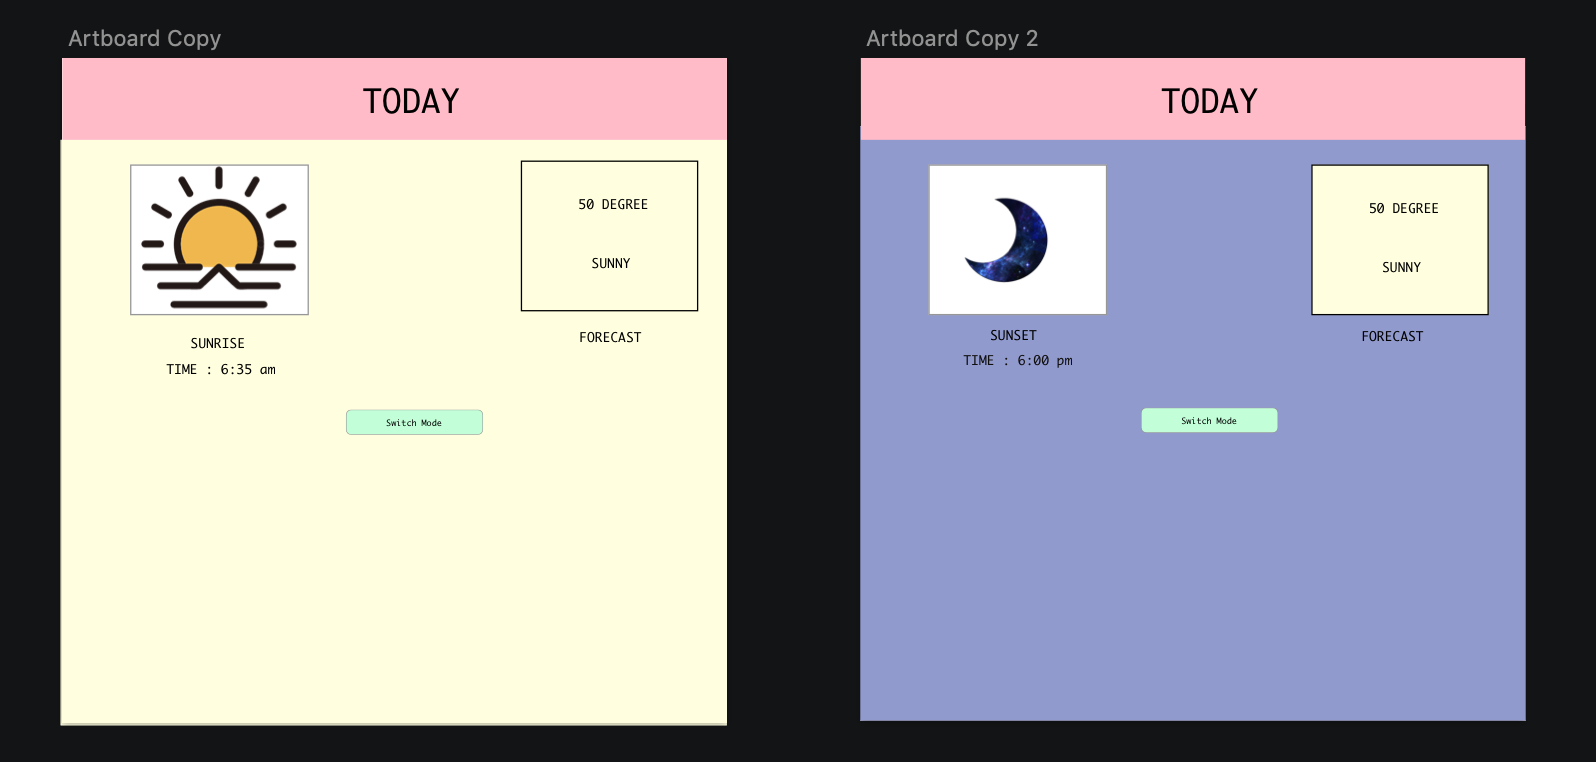 Artboard Copy
TODAY
50 DEGREE
SUNNY
FORECAST
SUNRISE
TIME : 6:35 am
Switch Mode
Artboard Copy 2
TODAY
50 DEGREE
SUNNY
FORECAST
SUNSET
TIME : 6:00 pm
Switch Mode